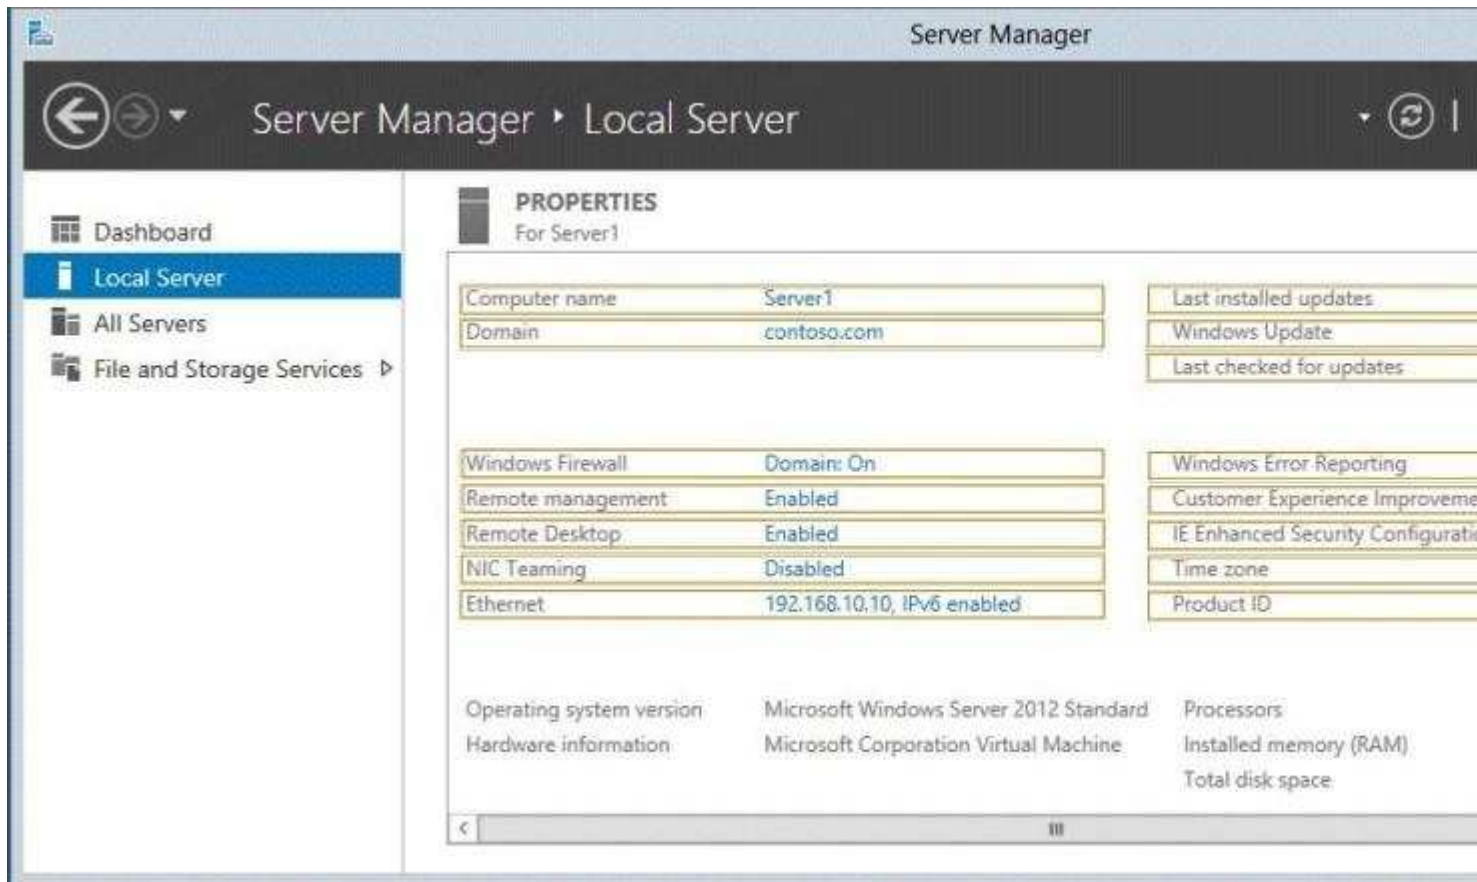 Server Manager
Server Manager ‣ Local Server
Dashboard
Local Server
All Servers
File and Storage Services
PROPERTIES
For Server1
Computer name Server1 Last installed updates
Domain contoso.com Windows Update
Last checked for updates
Windows Firewall Domain: On Windows Error Reporting
Remote management Enabled Customer Experience Improveme
Remote Desktop Enabled IE Enhanced Security Configuratio
NIC Teaming Disabled Time zone
Ethernet 192.168.10.10, IPv6 enabled Product ID
Operating system version Microsoft Windows Server 2012 Standard Processors
Hardware information Microsoft Corporation Virtual Machine Installed memory (RAM)
Total disk space